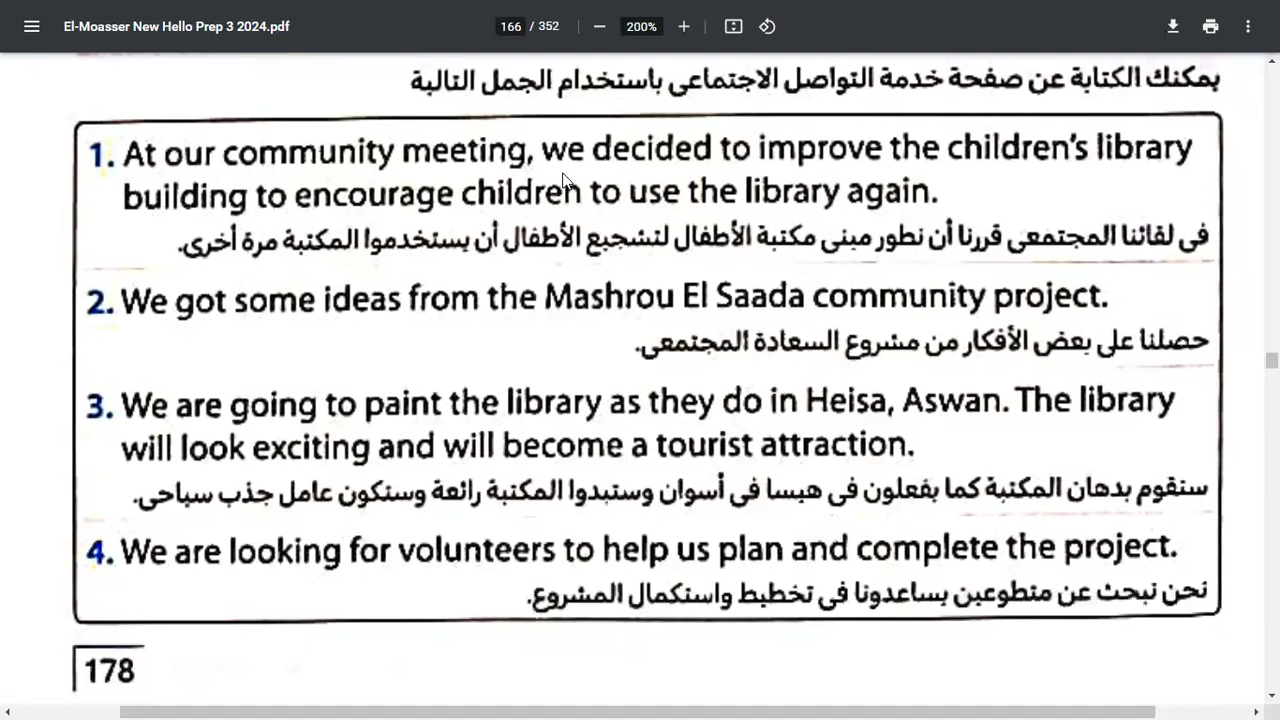 El-Moasser New Hello Prep 3 2024.pdf
166 / 352
200%
يمكنك الكتابة عن صفحة خدمة التواصل الاجتماعى باستخدام الجمل التالية
1. At our community meeting, we decided to improve the children's library
building to encourage children to use the library again.
فى لقائنا المجتمعى قررنا أن نطور مبنى مكتبة الأطفال لتشجيع الأطفال أن يستخدموا المكتبة مرة أخرى.
2. We got some ideas from the Mashrou El Saada community project.
حصلنا على بعض الأفكار من مشروع السعادة المجتمعى.
3. We are going to paint the library as they do in Heisa, Aswan. The library
will look exciting and will become a tourist attraction.
سنقوم بدهان المكتبة كما يفعلون فى هيسا فى أسوان وستبدوا المكتبة رائعة وستكون عامل جذب سياحى.
4. We are looking for volunteers to help us plan and complete the project.
نحن نبحث عن متطوعين يساعدونا فى تخطيط واستكمال المشروع.
178